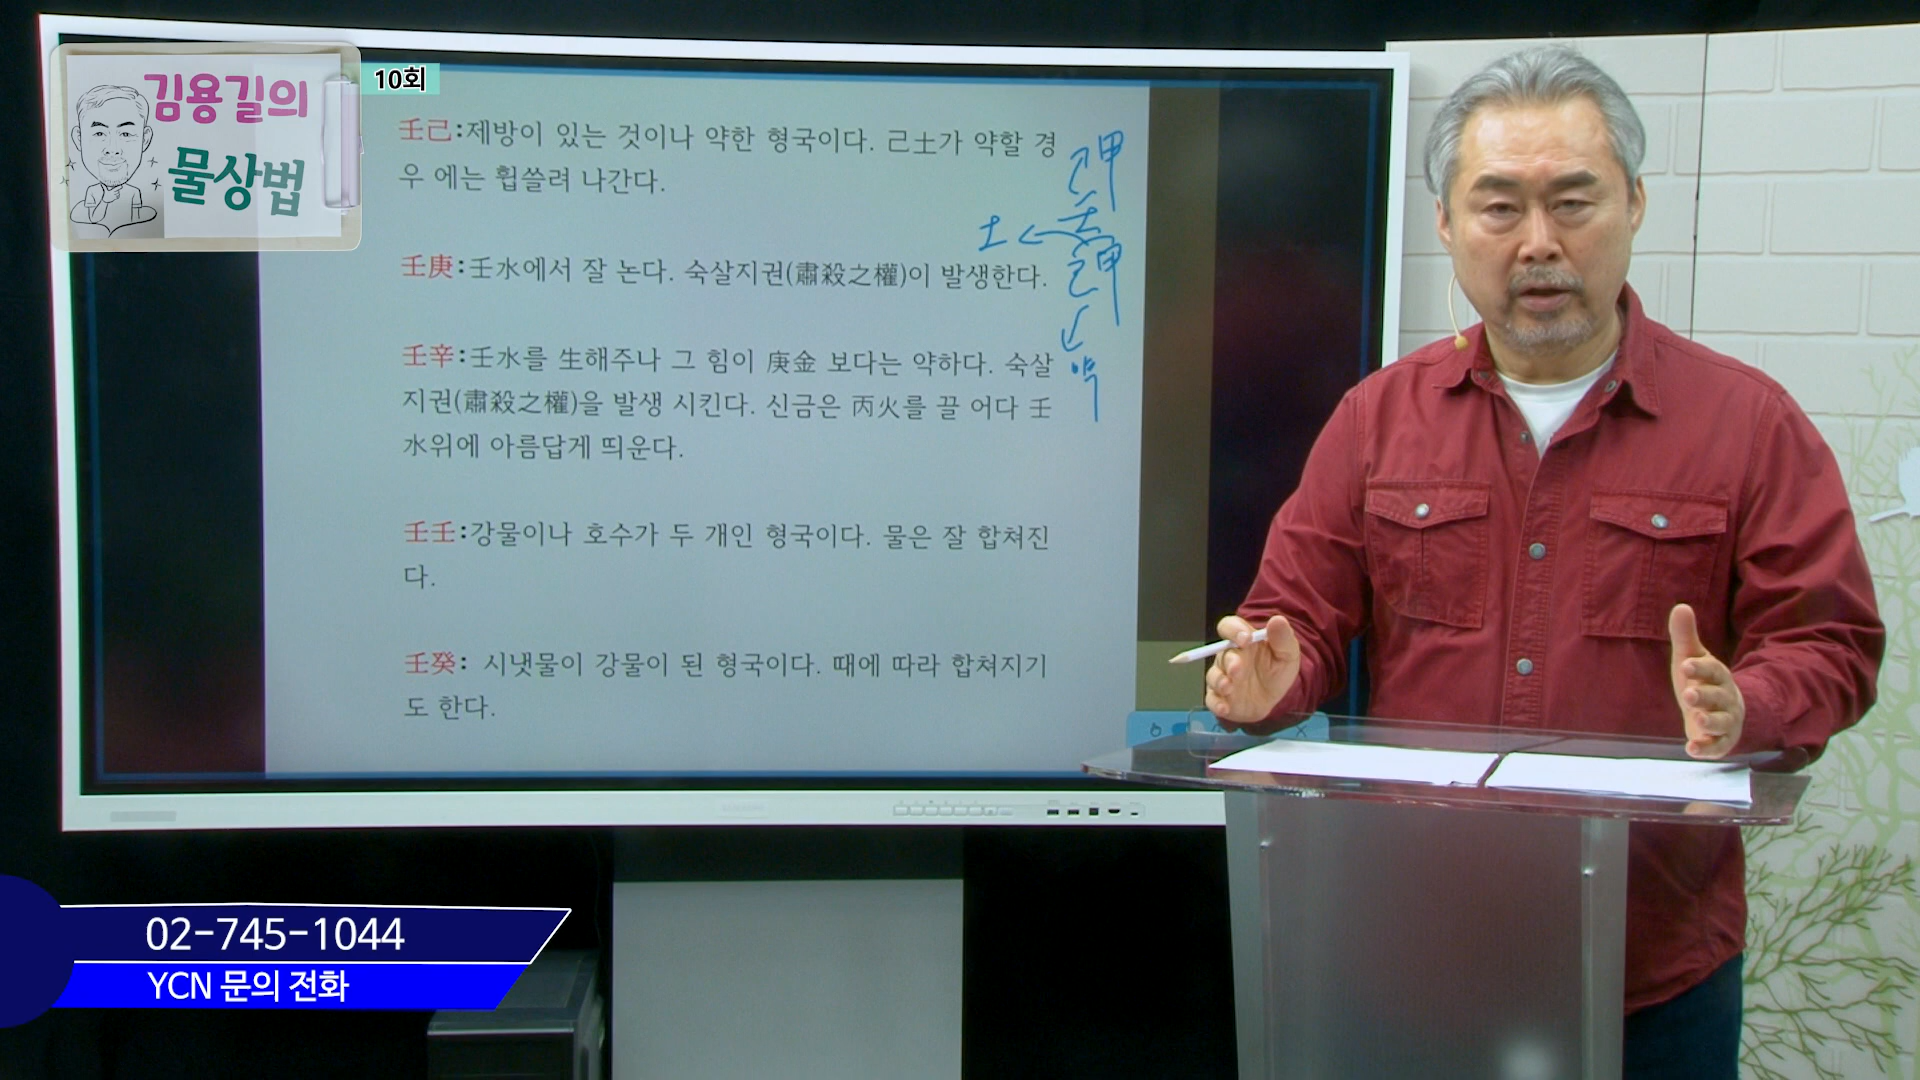 김용길의
물상법
10회
壬己:제방이 있는 것이나 약한 형국이다. 己土가 약할 경
우 에는 휩쓸려 나간다.
壬庚:壬水에서 잘 논다. 숙살지권(肅殺之權)이 발생한다.
壬辛:壬水를 生해주나 그 힘이 庚金 보다는 약하다. 숙살
지권(肅殺之權)을 발생 시킨다. 신금은 丙火를 끌 어다 壬
水위에 아름답게 띄운다.
壬壬:강물이나 호수가 두 개인 형국이다. 물은 잘 합쳐진
다.
壬癸: 시냇물이 강물이 된 형국이다. 때에 따라 합쳐지기
도 한다.
己甲
壬
土
己甲
약
02-745-1044
YCN 문의 전화